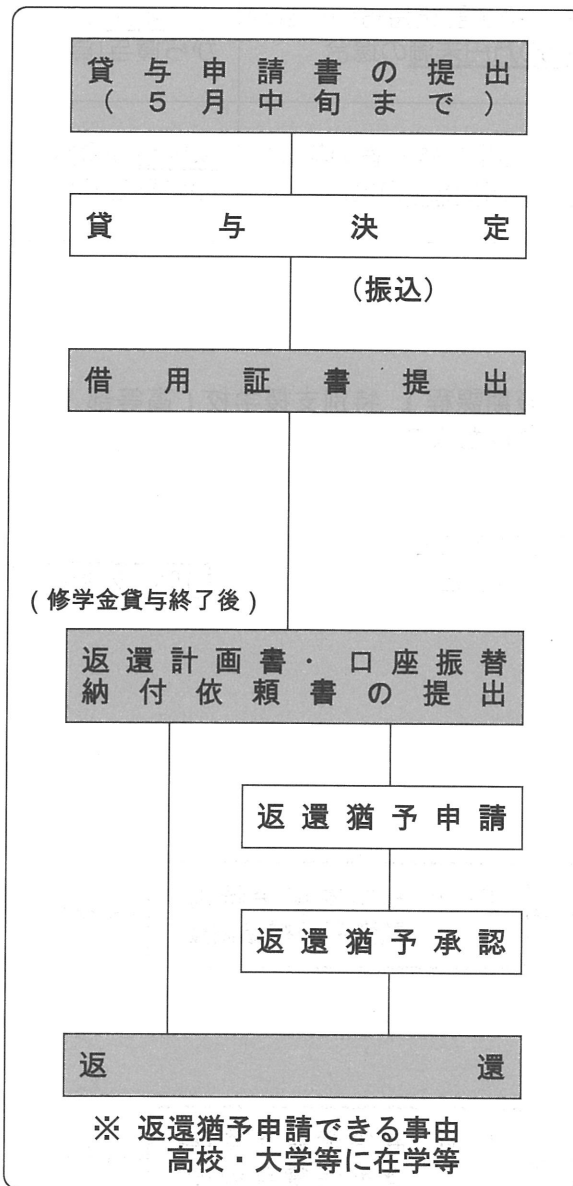 貸与申請書の提出
(5月中旬まで)
貸与決定
(振込)
借用証書提出
(修学金貸与終了後)
返還計画書・口座振替
納付依頼書の提出
返還猶予申請
返還猶予承認
返還
※ 返還猶予申請できる事由
高校・大学等に在学等